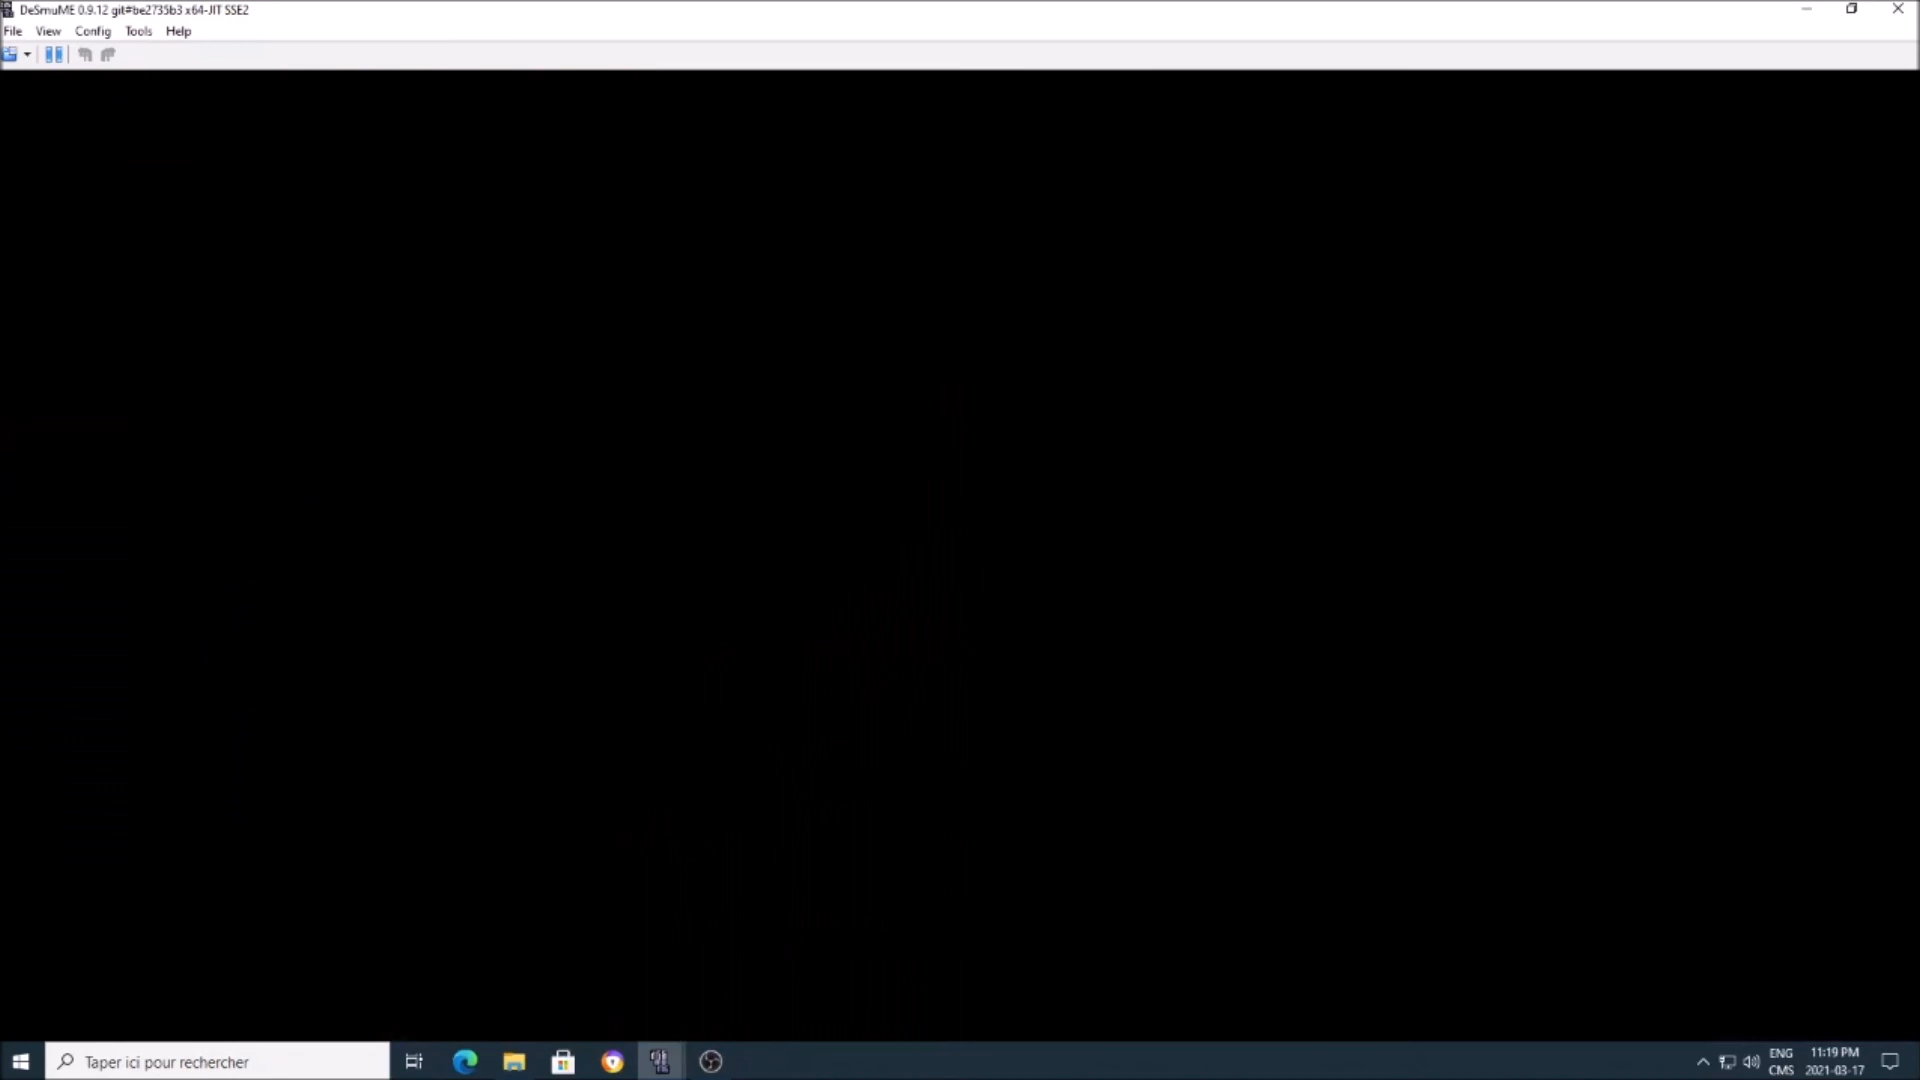 DeSmuME 0.9.12 git#be2735b3 x64-JIT SSE2
File View Config Tools Help
Taper ici pour rechercher
ENG 11:19 PM
CMS 2021-03-17